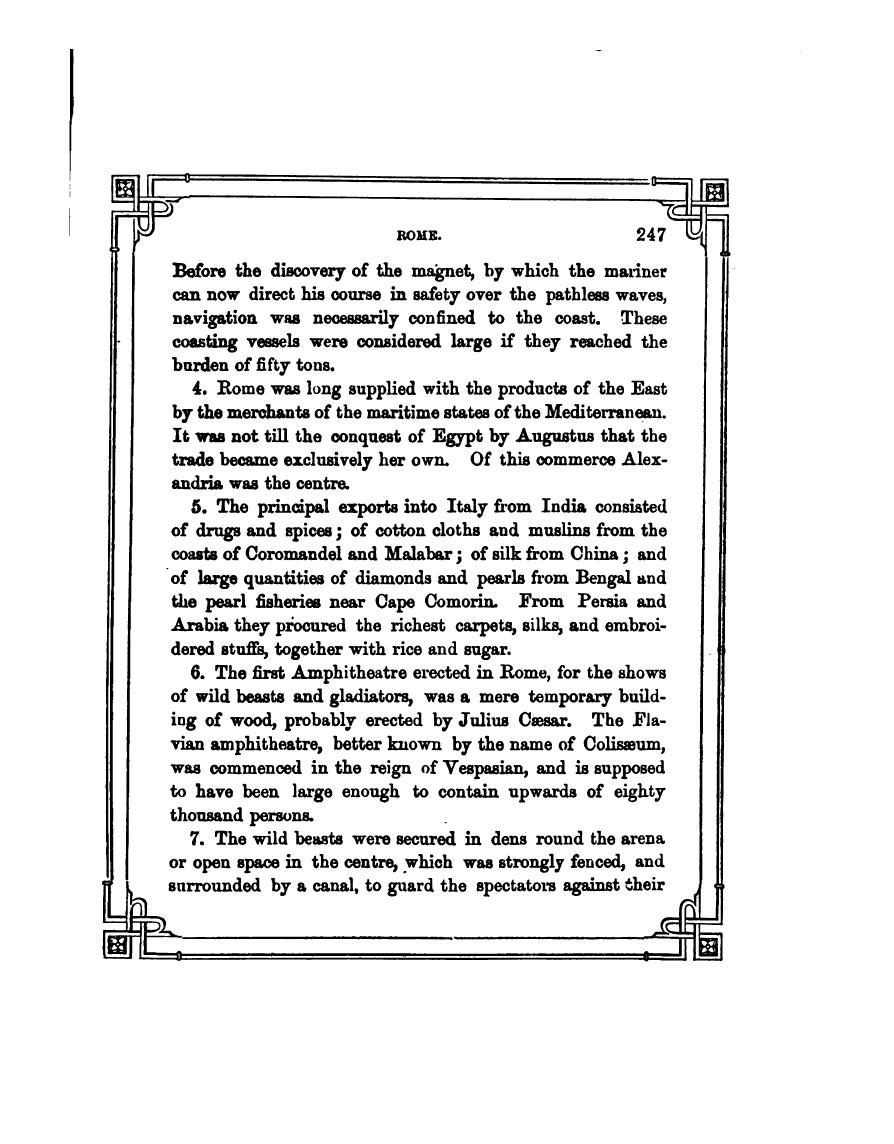 ROME. 247
Before the discovery of the magnet, by which the mariner
can now direct his course in safety over the pathless waves,
navigation was necessarily confined to the coast. These
coasting vessels were considered large if they reached the
burden of fifty tons.
4. Rome was long supplied with the products of the East
by the merchants of the maritime states of the Mediterranean.
It was not till the conquest of Egypt by Augustus that the
trade became exclusively her own. Of this commerce Alex-
andria was the centre.
5. The principal exports into Italy from India consisted
of drugs and spices; of cotton cloths and muslins from the
coasts of Coromandel and Malabar; of silk from China; and
of large quantities of diamonds and pearls from Bengal and
the pearl fisheries near Cape Comorin. From Persia and
Arabia they procured the richest carpets, silks, and embroi-
dered stuffs, together with rice and sugar.
6. The first Amphitheatre erected in Rome, for the shows
of wild beasts and gladiators, was a mere temporary build-
ing of wood, probably erected by Julius Cæsar. The Fla-
vian amphitheatre, better known by the name of Colisæum,
was commenced in the reign of Vespasian, and is supposed
to have been large enough to contain upwards of eighty
thousand persons.
7. The wild beasts were secured in dens round the arena
or open space in the centre, which was strongly fenced, and
surrounded by a canal, to guard the spectators against their